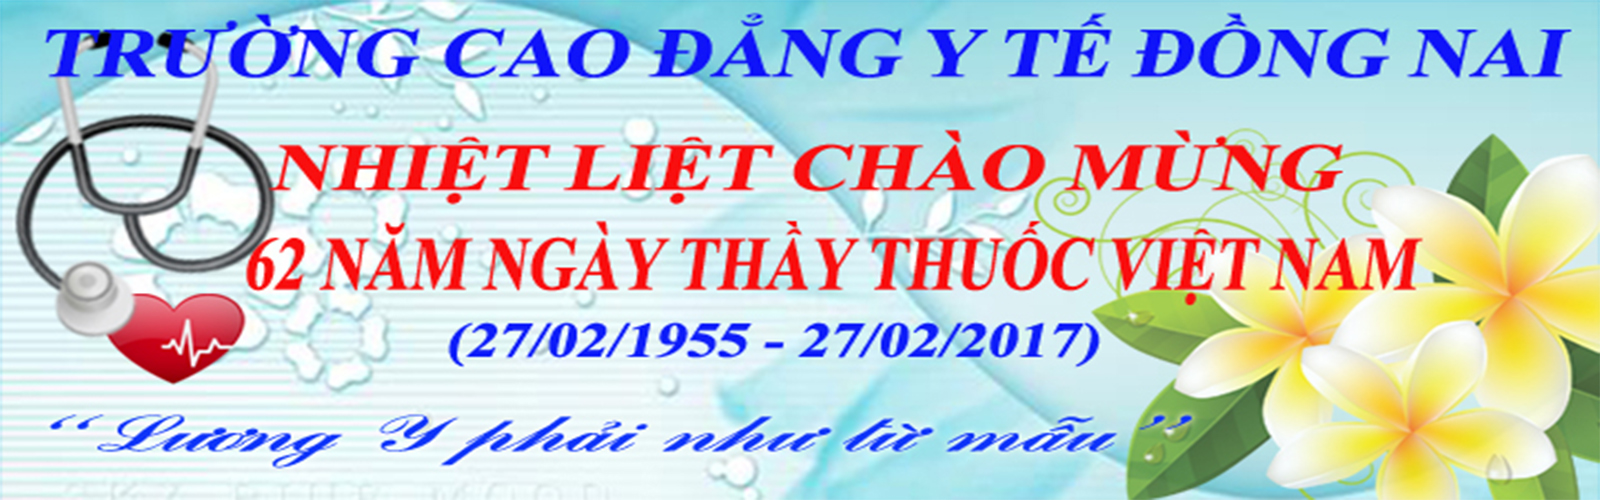 TRƯỜNG CAO ĐẲNG Y TẾ ĐỒNG NAI
NHIỆT LIỆT CHÀO MỪNG
62 NĂM NGÀY THẦY THUỐC VIỆT NAM
(27/02/1955 - 27/02/2017)
“Lương Y phải như từ mẫu”